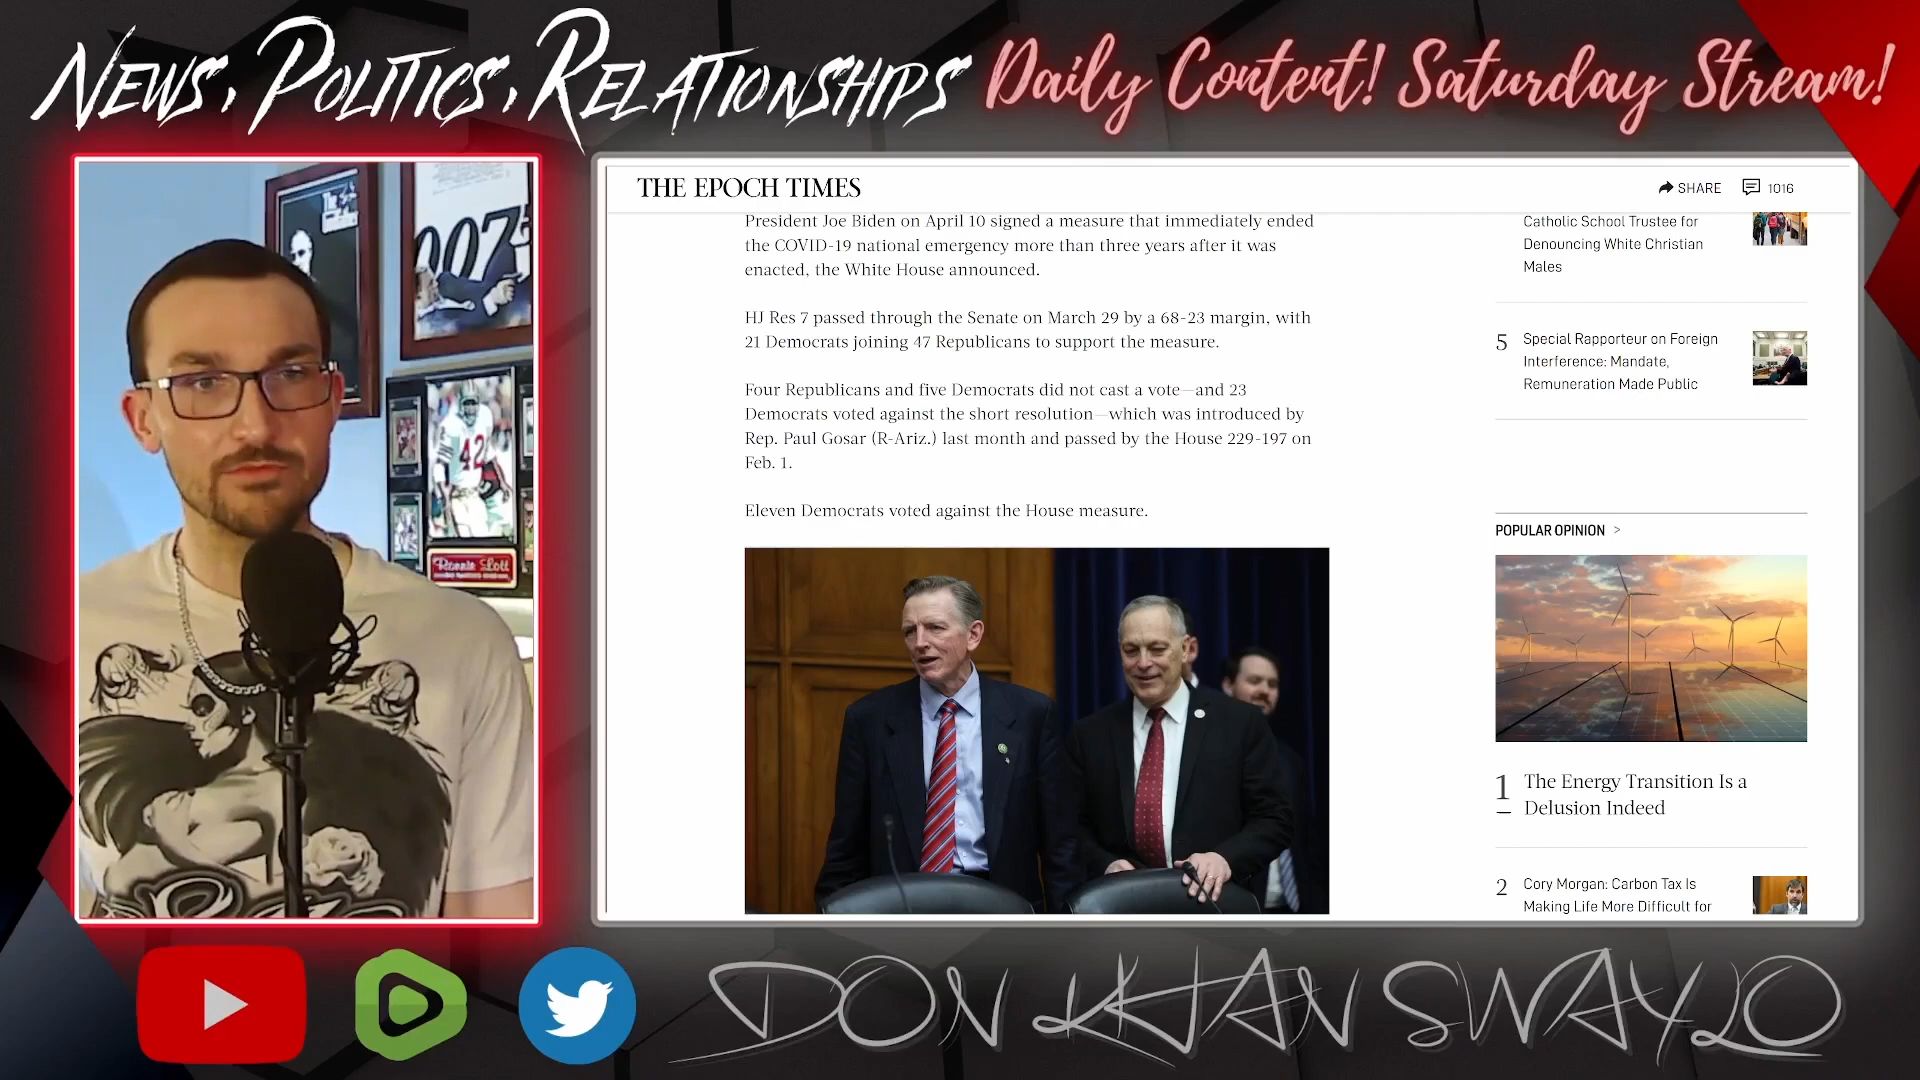 NEWS, POLITICS, RELATIONSHIPS
Daily Content! Saturday Stream!
THE EPOCH TIMES
SHARE
1016
President Joe Biden on April 10 signed a measure that immediately ended
the COVID-19 national emergency more than three years after it was
enacted, the White House announced.
HJ Res 7 passed through the Senate on March 29 by a 68-23 margin, with
21 Democrats joining 47 Republicans to support the measure.
Four Republicans and five Democrats did not cast a vote—and 23
Democrats voted against the short resolution—which was introduced by
Rep. Paul Gosar (R-Ariz.) last month and passed by the House 229-197 on
Feb. 1.
Eleven Democrats voted against the House measure.
Catholic School Trustee for
Denouncing White Christian
Males
5
Special Rapporteur on Foreign
Interference: Mandate,
Remuneration Made Public
POPULAR OPINION >
1
The Energy Transition Is a
Delusion Indeed
2
Cory Morgan: Carbon Tax Is
Making Life More Difficult for
007
42
Ronnie Lott
DON KHAN SWAYLO